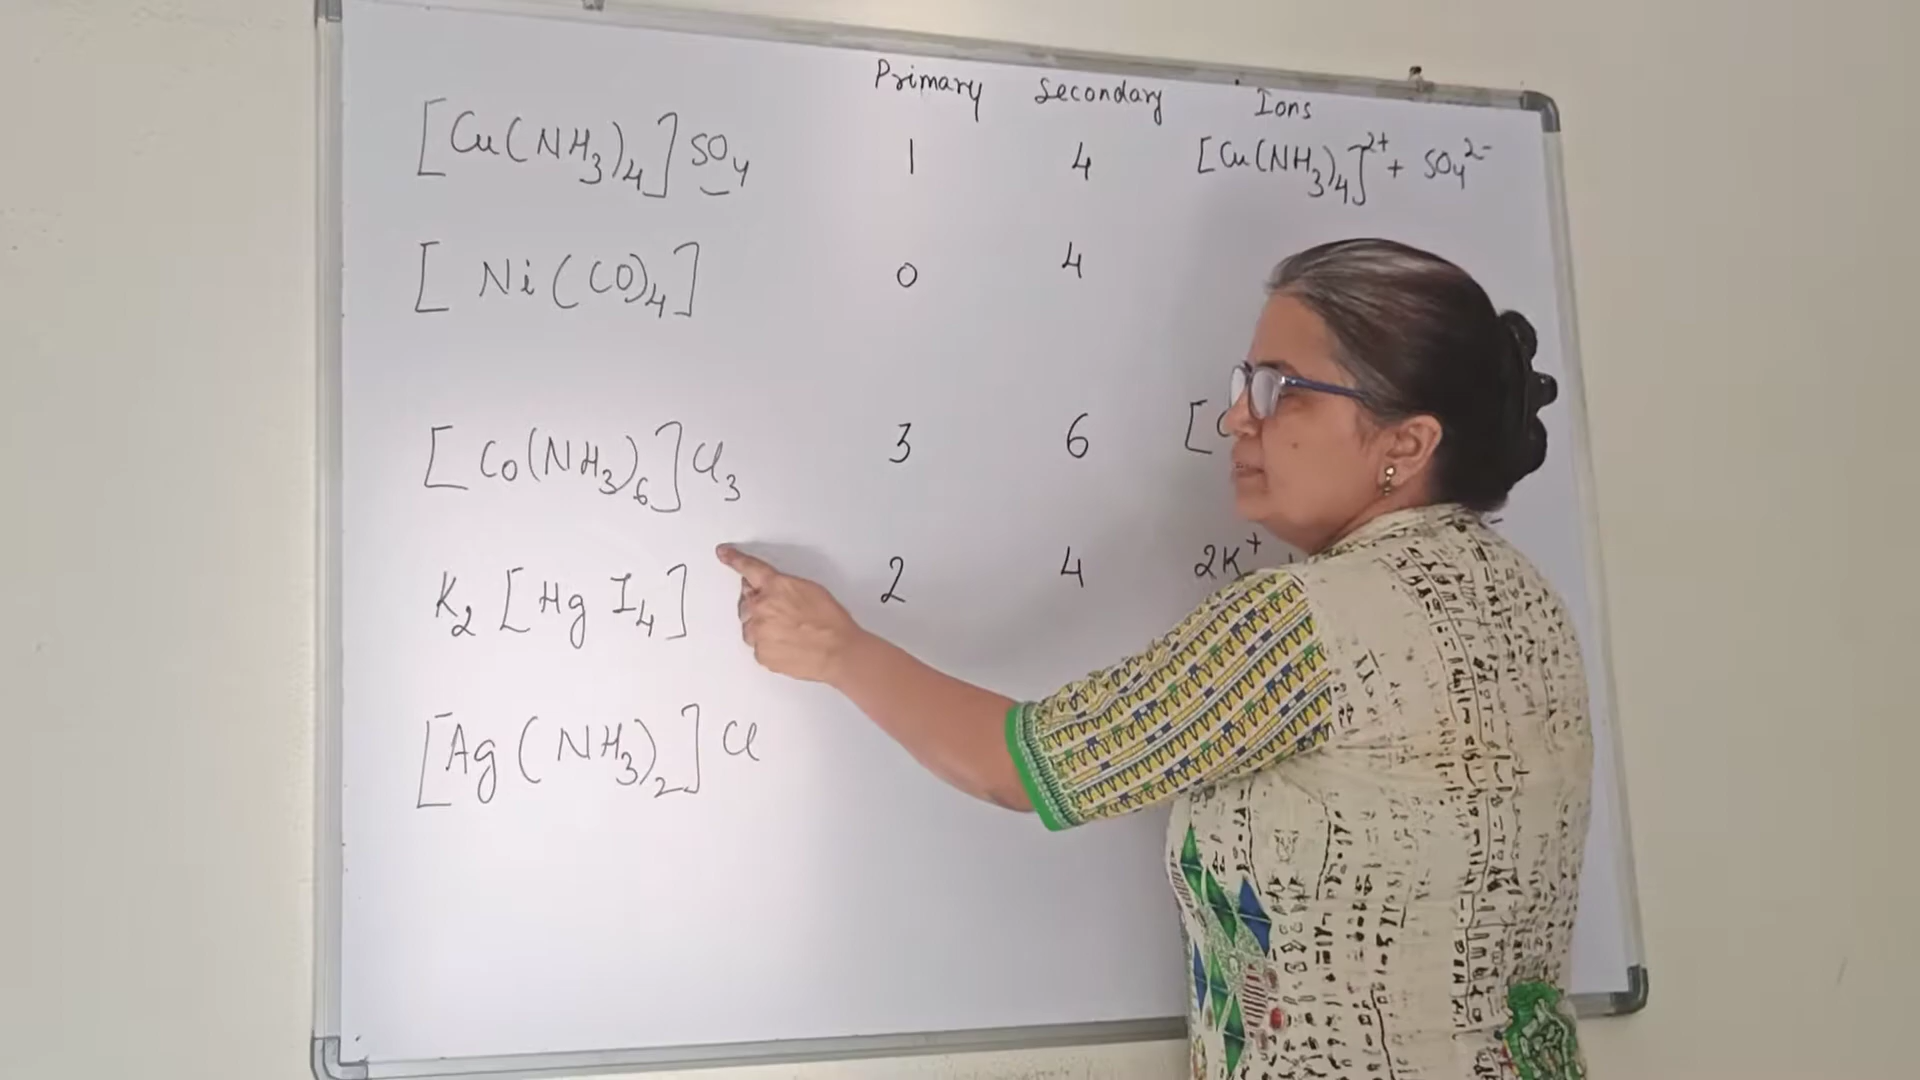 Primary Secondary Ions
[Cu(NH₃)₄]SO₄ 1 4 [Cu(NH₃)₄]²⁺ + SO₄²⁻
[Ni(CO)₄] 0 4
[Co(NH₃)₆]Cl₃ 3 6 [C
K₂[HgI₄] 2 4 2K⁺
[Ag(NH₃)₂]Cl